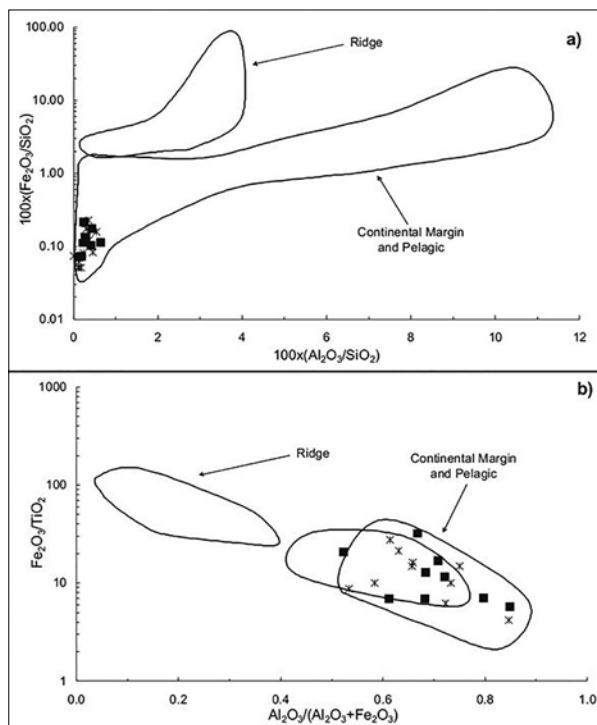 a)
100.00
10.00
1.00
0.10
0.01
100x(Fe₂O₃/SiO₂)
Ridge
Continental Margin
and Pelagic
0 2 4 6 8 10 12
100x(Al₂O₃/SiO₂)
b)
1000
100
10
1
Fe₂O₃/TiO₂
Ridge
Continental Margin
and Pelagic
0.0 0.2 0.4 0.6 0.8 1.0
Al₂O₃/(Al₂O₃+Fe₂O₃)